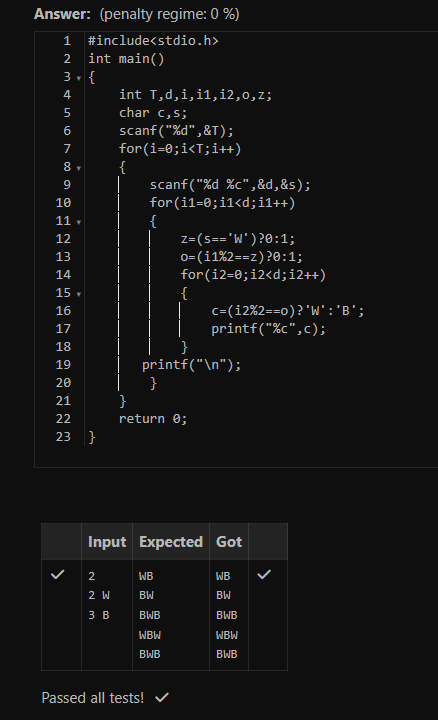 Answer: (penalty regime: 0 %)
1 #include<stdio.h>
2 int main()
3 {
4     int T,d,i,i1,i2,o,z;
5     char c,s;
6     scanf("%d",&T);
7     for(i=0;i<T;i++)
8     {
9         scanf("%d %c",&d,&s);
10         for(i1=0;i1<d;i1++)
11         {
12             z=(s=='W')?0:1;
13             o=(i1%2==z)?0:1;
14             for(i2=0;i2<d;i2++)
15             {
16                 c=(i2%2==o)?'W':'B';
17                 printf("%c",c);
18             }
19        printf("\n");
20         }
21     }
22     return 0;
23 }
Input Expected Got
2 WB WB
2 W BW BW
3 B BWB BWB
WBW WBW
BWB BWB
Passed all tests!